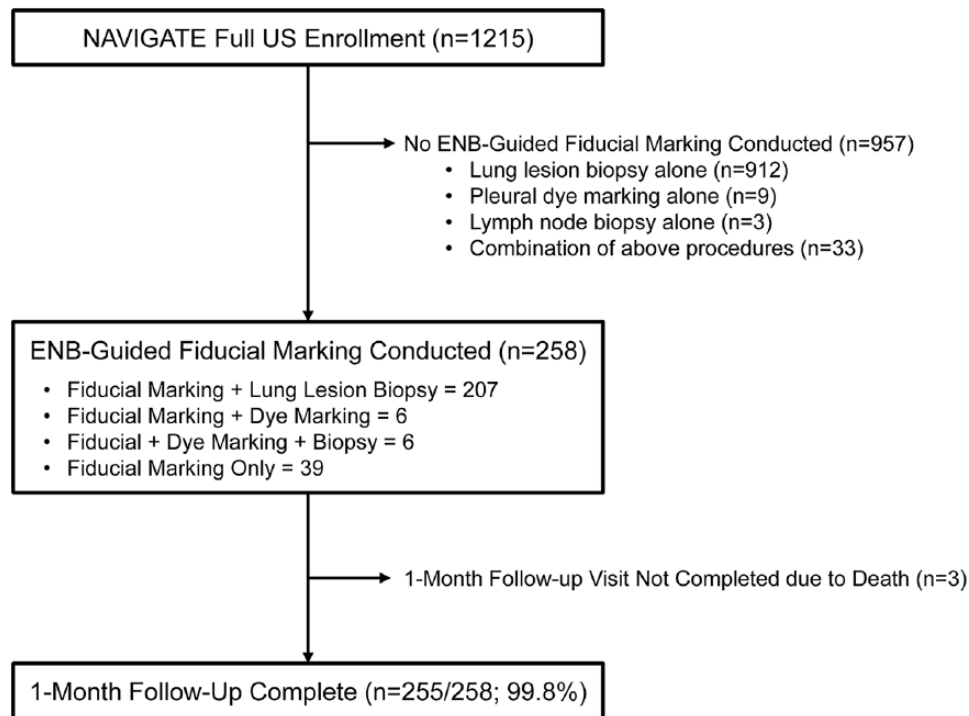 NAVIGATE Full US Enrollment (n=1215)
No ENB-Guided Fiducial Marking Conducted (n=957)
• Lung lesion biopsy alone (n=912)
• Pleural dye marking alone (n=9)
• Lymph node biopsy alone (n=3)
• Combination of above procedures (n=33)
ENB-Guided Fiducial Marking Conducted (n=258)
• Fiducial Marking + Lung Lesion Biopsy = 207
• Fiducial Marking + Dye Marking = 6
• Fiducial + Dye Marking + Biopsy = 6
• Fiducial Marking Only = 39
1-Month Follow-up Visit Not Completed due to Death (n=3)
1-Month Follow-Up Complete (n=255/258; 99.8%)